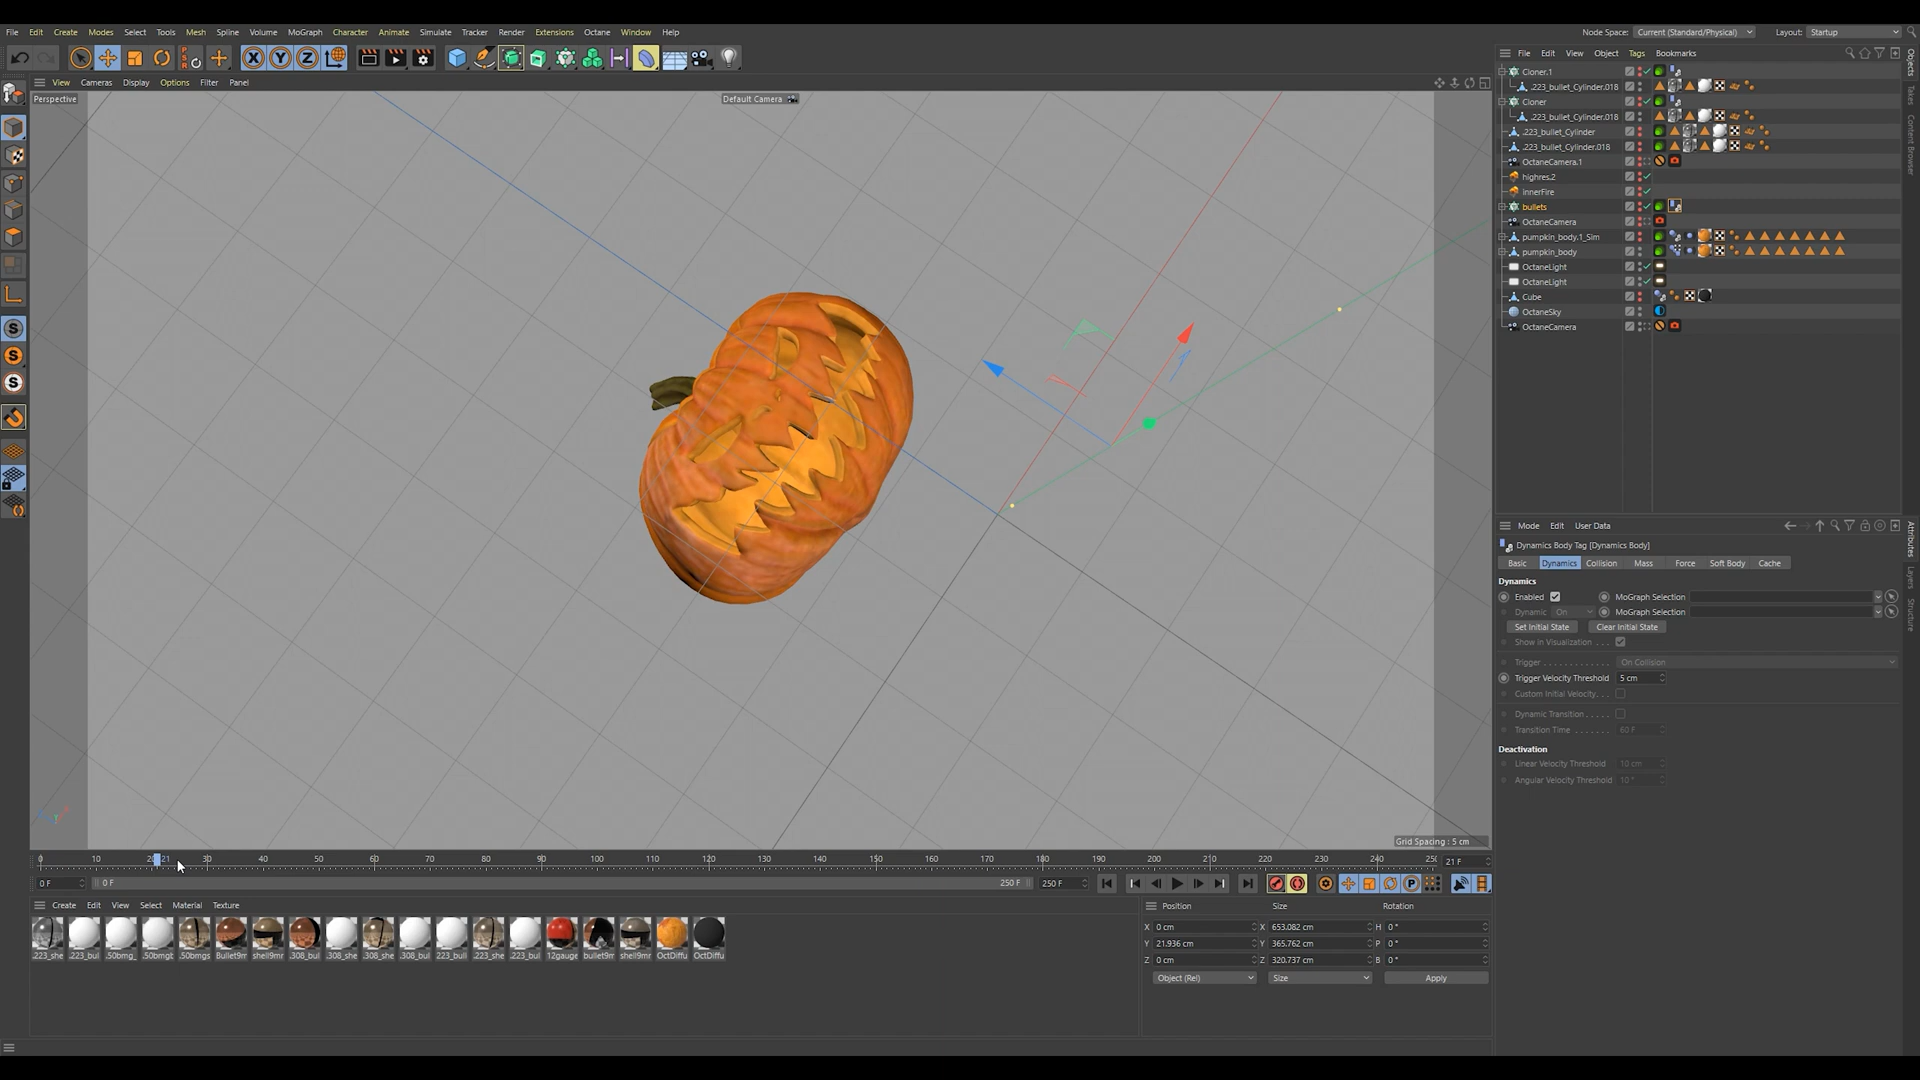 File Edit Create Modes Select Tools Mesh Spline Volume MoGraph Character Animate Simulate Tracker Render Extensions Octane Window Help
Node Space: Current (Standard/Physical) Layout: Startup
View Cameras Display Options Filter Panel
Perspective
Default Camera
File Edit View Object Tags Bookmarks
Cloner.1
.223_bullet_Cylinder.018
Cloner
.223_bullet_Cylinder.018
.223_bullet_Cylinder
.223_bullet_Cylinder.018
OctaneCamera.1
highres.2
innerFire
bullets
OctaneCamera
pumpkin_body.1_Sim
pumpkin_body
OctaneLight
OctaneLight
Cube
OctaneSky
OctaneCamera
Objects
Takes
Content Browser
Mode Edit User Data
Dynamics Body Tag [Dynamics Body]
Basic Dynamics Collision Mass Force Soft Body Cache
Dynamics
Enabled MoGraph Selection
Dynamic On MoGraph Selection
Set Initial State Clear Initial State
Show in Visualization . . .
Trigger . . . . . . . . . . . . On Collision
Trigger Velocity Threshold 5 cm
Custom Initial Velocity. . .
Dynamic Transition . . . . .
Transition Time . . . . . . . 60 F
Deactivation
Linear Velocity Threshold 10 cm
Angular Velocity Threshold 10 °
Attributes
Layers
Structure
Grid Spacing : 5 cm
0 10 20 21 30 40 50 60 70 80 90 100 110 120 130 140 150 160 170 180 190 200 210 220 230 240 250 21 F
0 F 0 F 250 F 250 F
Create Edit View Select Material Texture
.223_she .223_bul .50bmg_ .50bmgt .50bmgs Bullet9m shell9mr .308_bul .308_she .308_she .308_bul 223_bull .223_she .223_bul 12gauge bullet9m shell9mr OctDiffu OctDiffu
Position Size Rotation
X 0 cm X 653.082 cm H 0 °
Y 21.936 cm Y 365.762 cm P 0 °
Z 0 cm Z 320.737 cm B 0 °
Object (Rel) Size Apply